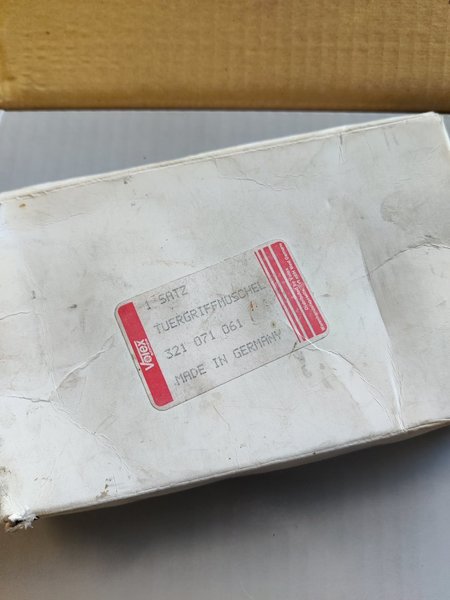 1 SATZ
TUERGRIFFMUSCHEL
321 071 061
MADE IN GERMANY
Votex